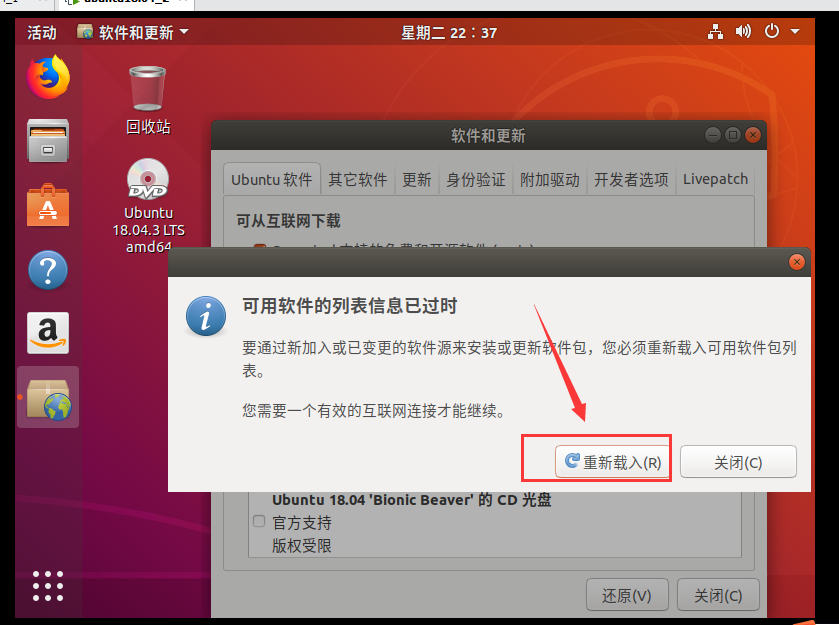 活动
软件和更新
星期二 22：37
回收站
Ubuntu
18.04.3 LTS
amd64
软件和更新
Ubuntu 软件
其它软件
更新
身份验证
附加驱动
开发者选项
Livepatch
可从互联网下载
可用软件的列表信息已过时
要通过新加入或已变更的软件源来安装或更新软件包，您必须重新载入可用软件包列
表。
您需要一个有效的互联网连接才能继续。
重新载入(R)
关闭(C)
Ubuntu 18.04 'Bionic Beaver' 的 CD 光盘
官方支持
版权受限
还原(V)
关闭(C)